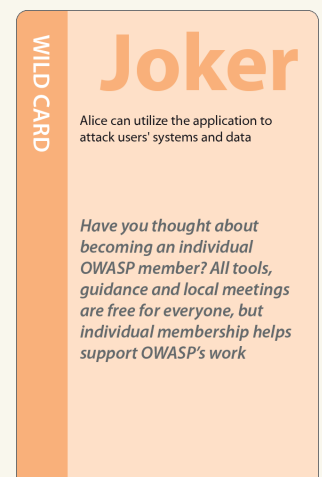 WILD CARD
Joker
Alice can utilize the application to
attack users' systems and data
Have you thought about
becoming an individual
OWASP member? All tools,
guidance and local meetings
are free for everyone, but
individual membership helps
support OWASP's work